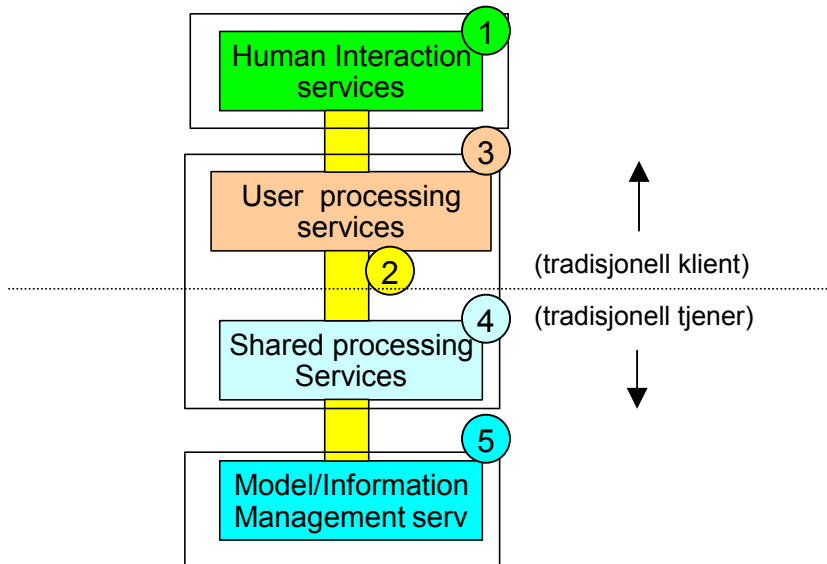 1
Human Interaction
services
3
User processing
services
2
(tradisjonell klient)
(tradisjonell tjener)
4
Shared processing
Services
5
Model/Information
Management serv